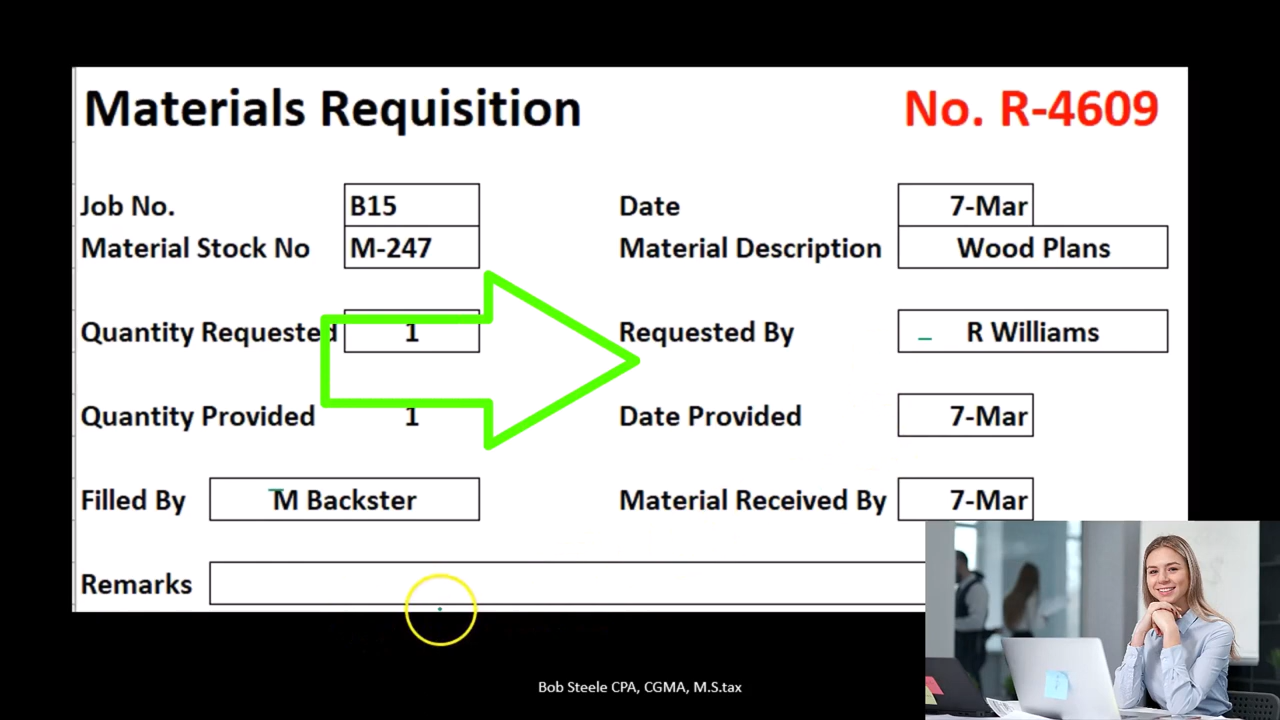 Materials Requisition No. R-4609
Job No. B15 Date 7-Mar
Material Stock No M-247 Material Description Wood Plans
Quantity Requested 1 Requested By R Williams
Quantity Provided 1 Date Provided 7-Mar
Filled By M Backster Material Received By 7-Mar
Remarks
Bob Steele CPA, CGMA, M.S.tax